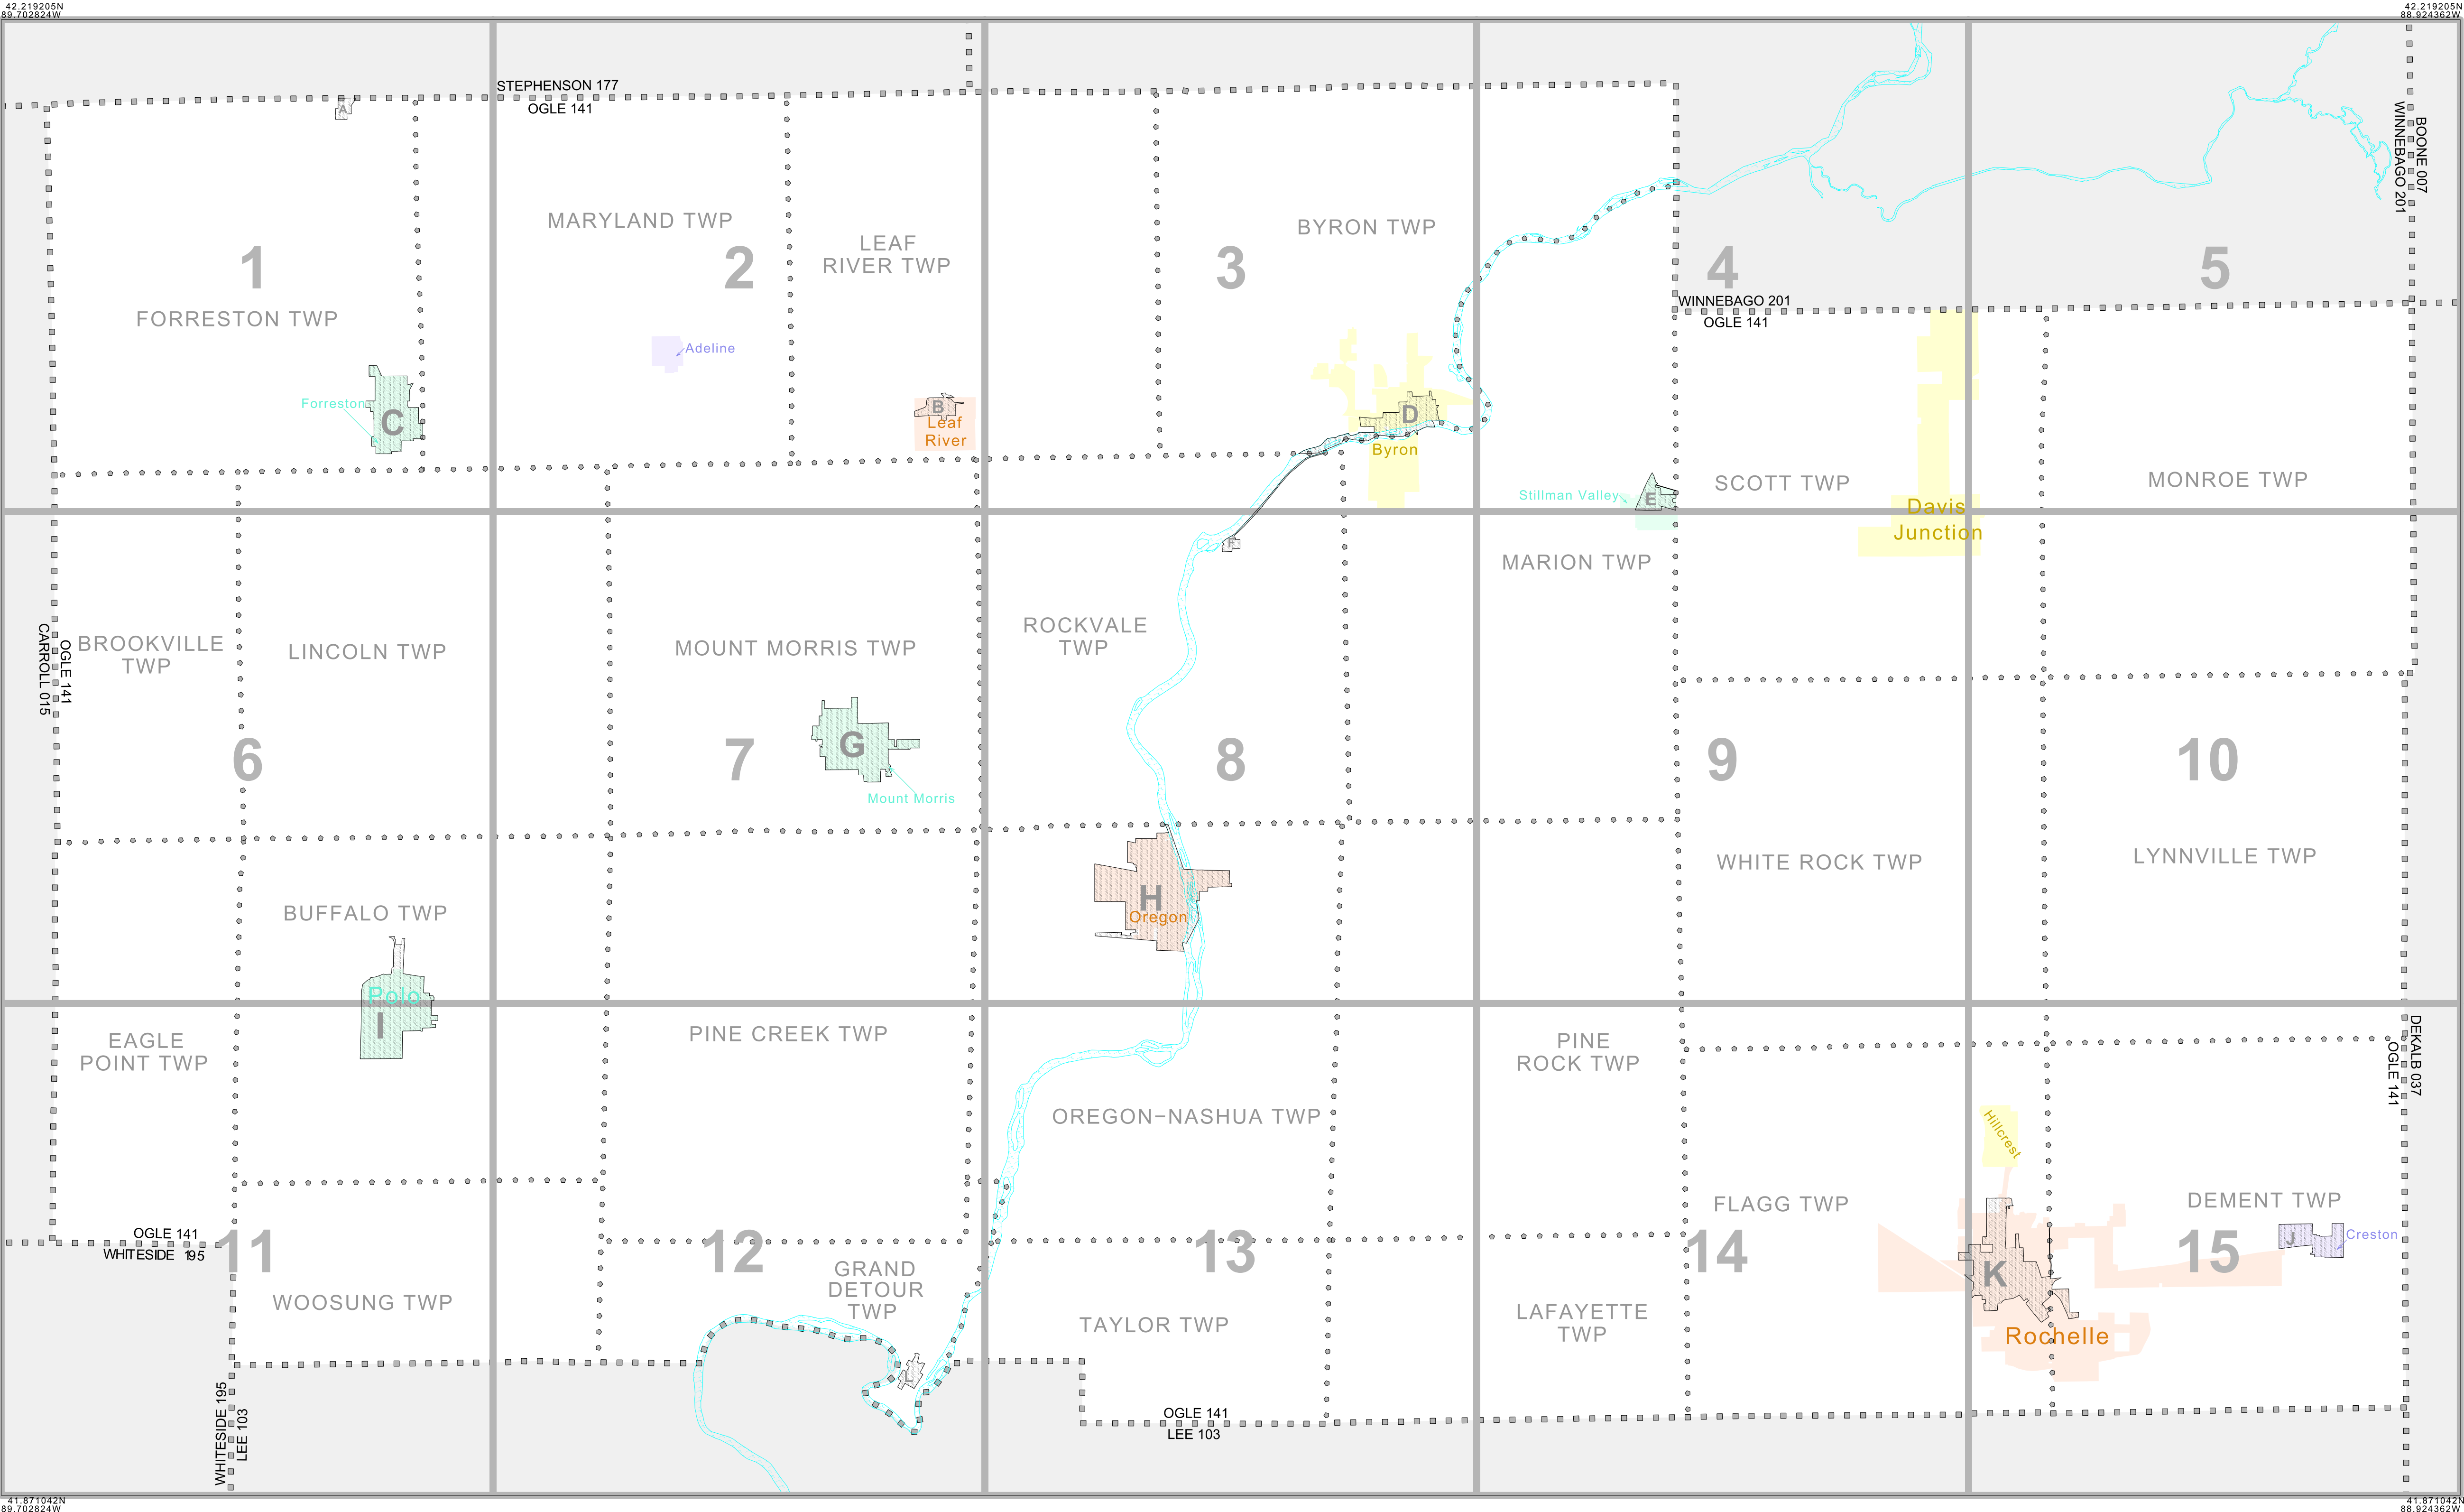 42.219205N
89.702824W
42.219205N
88.924362W
STEPHENSON 177
OGLE 141
A
BOONE 007
WINNEBAGO 201
MARYLAND TWP
BYRON TWP
LEAF
RIVER TWP
1
2
3
4
5
FORRESTON TWP
WINNEBAGO 201
OGLE 141
Adeline
Forreston
C
B
Leaf
River
D
Byron
Stillman Valley
E
SCOTT TWP
MONROE TWP
Davis
Junction
F
MARION TWP
ROCKVALE
TWP
BROOKVILLE
TWP
LINCOLN TWP
MOUNT MORRIS TWP
OGLE 141
CARROLL 015
G
Mount Morris
6
7
8
9
10
WHITE ROCK TWP
LYNNVILLE TWP
H
Oregon
BUFFALO TWP
Polo
I
EAGLE
POINT TWP
PINE CREEK TWP
PINE
ROCK TWP
DEKALB 037
OGLE 141
OREGON-NASHUA TWP
Hillcrest
FLAGG TWP
DEMENT TWP
OGLE 141
WHITESIDE 195
11
12
13
14
15
J
Creston
K
GRAND
DETOUR
TWP
WOOSUNG TWP
TAYLOR TWP
LAFAYETTE
TWP
Rochelle
L
WHITESIDE 195
LEE 103
OGLE 141
LEE 103
41.871042N
89.702824W
41.871042N
88.924362W